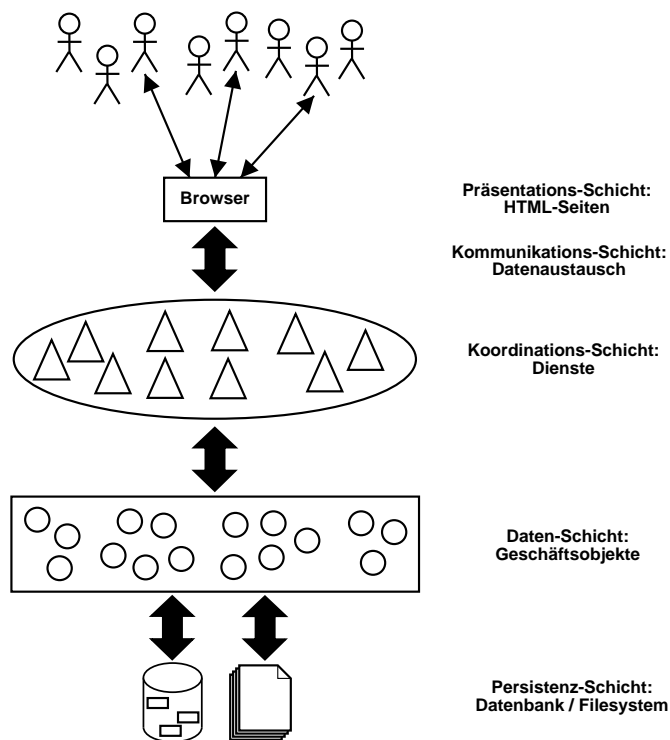 Browser
Präsentations-Schicht:
HTML-Seiten
Kommunikations-Schicht:
Datenaustausch
Koordinations-Schicht:
Dienste
Daten-Schicht:
Geschäftsobjekte
Persistenz-Schicht:
Datenbank / Filesystem